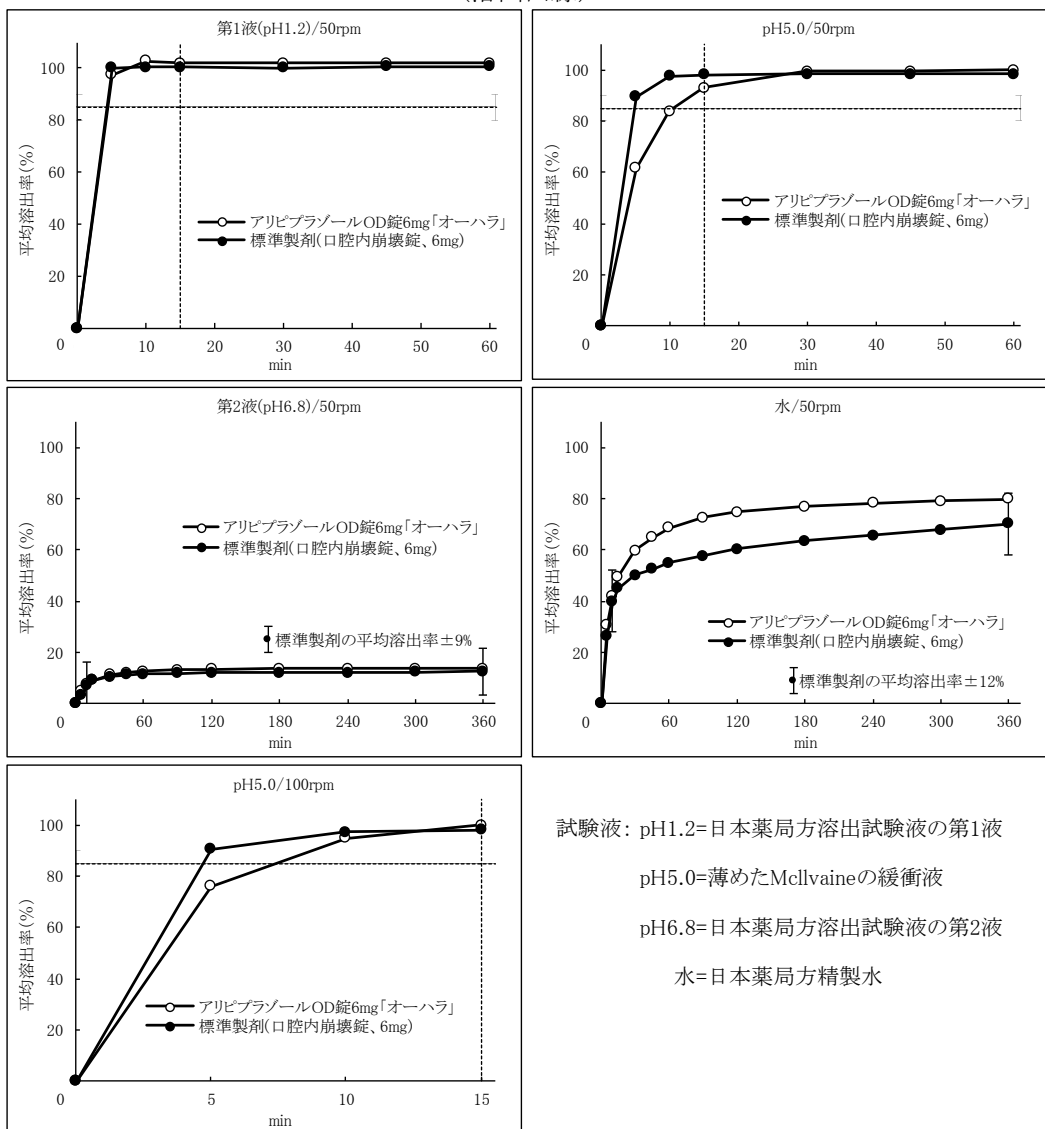 第1液(pH1.2)/50rpm
平均溶出率(%)
100
80
60
40
20
0
アリピプラゾールOD錠6mg「オーハラ」
標準製剤(口腔内崩壊錠、6mg)
10 20 30 40 50 60
min
pH5.0/50rpm
平均溶出率(%)
100
80
60
40
20
0
アリピプラゾールOD錠6mg「オーハラ」
標準製剤(口腔内崩壊錠、6mg)
10 20 30 40 50 60
min
第2液(pH6.8)/50rpm
平均溶出率(%)
100
80
60
40
20
0
アリピプラゾールOD錠6mg「オーハラ」
標準製剤(口腔内崩壊錠、6mg)
標準製剤の平均溶出率±9%
60 120 180 240 300 360
min
水/50rpm
平均溶出率(%)
100
80
60
40
20
0
アリピプラゾールOD錠6mg「オーハラ」
標準製剤(口腔内崩壊錠、6mg)
標準製剤の平均溶出率±12%
60 120 180 240 300 360
min
pH5.0/100rpm
平均溶出率(%)
100
80
60
40
20
0
アリピプラゾールOD錠6mg「オーハラ」
標準製剤(口腔内崩壊錠、6mg)
5 10 15
min
試験液: pH1.2=日本薬局方溶出試験液の第1液
pH5.0=薄めたMcllvaineの緩衝液
pH6.8=日本薬局方溶出試験液の第2液
水=日本薬局方精製水